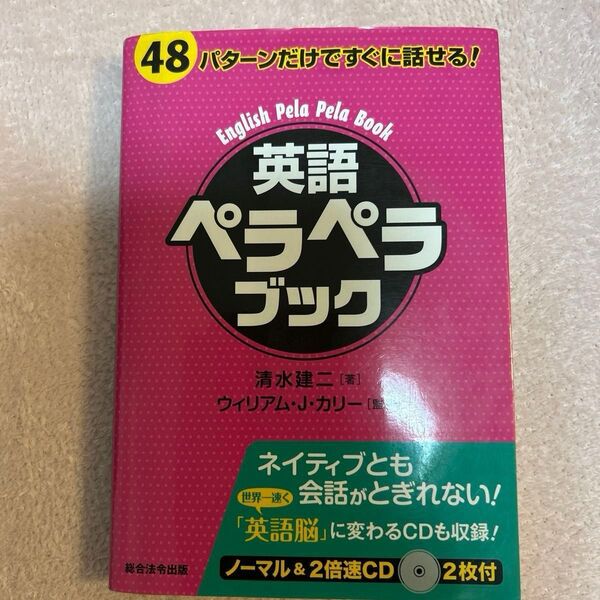 48パターンだけですぐに話せる!
English Pela Pela Book
英語
ペラペラ
ブック
清水建二[著]
ウィリアム・J・カリー[監
ネイティブとも
会話がとぎれない!
世界一速く
「英語脳」に変わるCDも収録!
ノーマル&2倍速CD 2枚付
総合法令出版